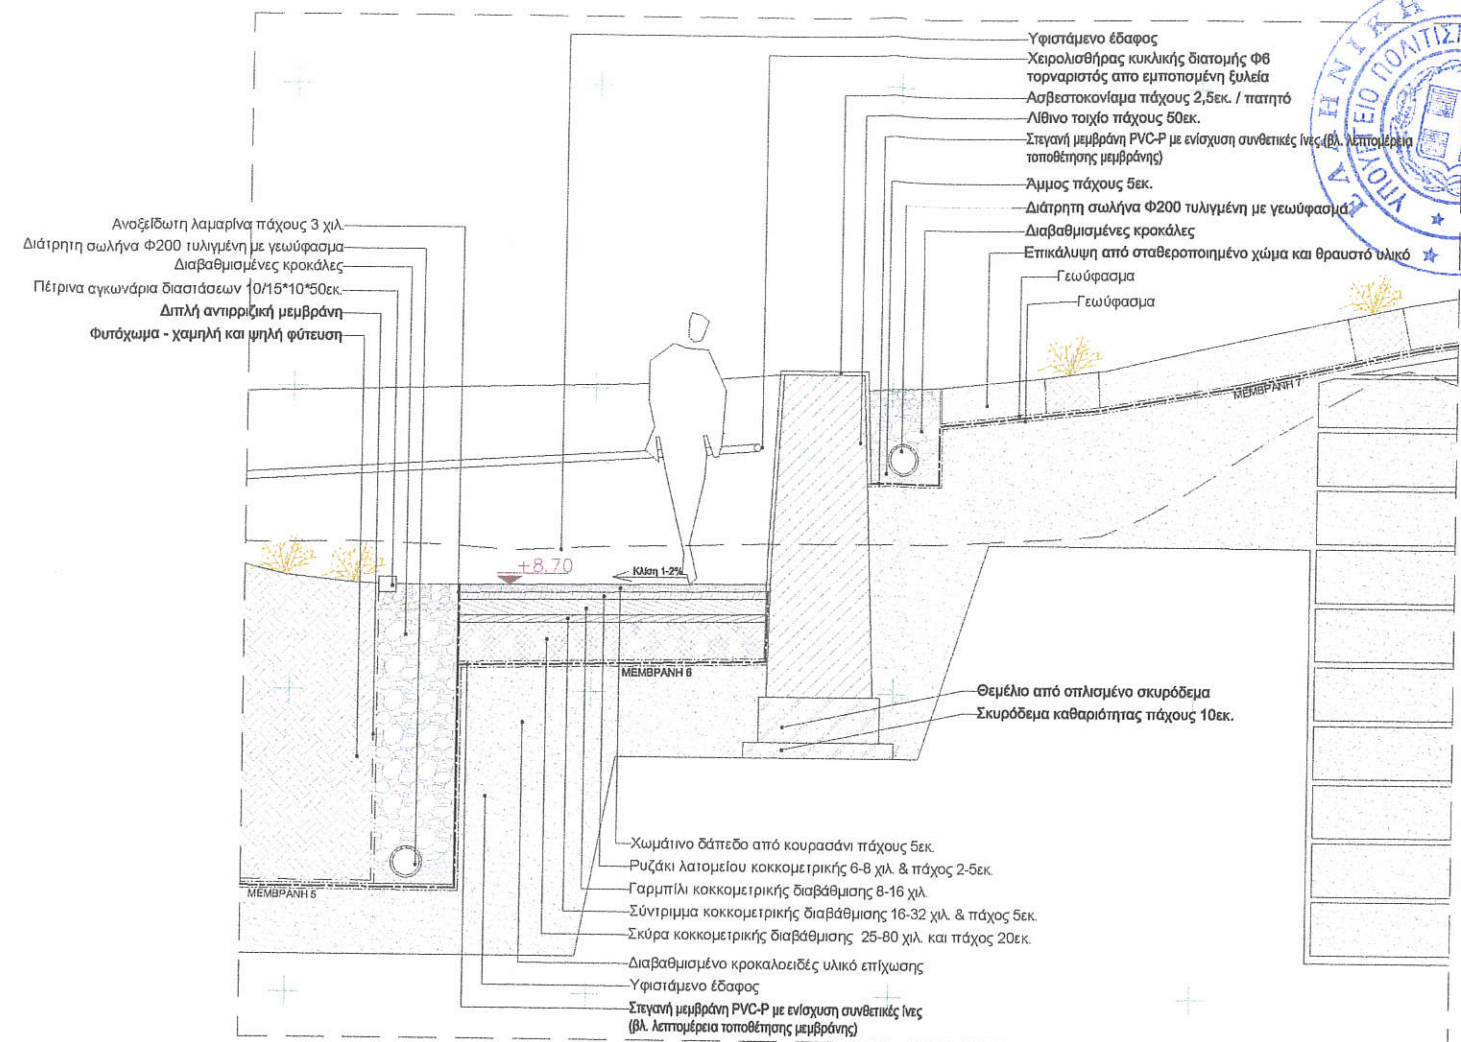 Υφιστάμενο έδαφος
Χειρολισθήρας κυκλικής διατομής Φ6
τορναριστός απο εμποτισμένη ξυλεία
Ασβεστοκονίαμα πάχους 2,5εκ. / πατητό
Λίθινο τοιχίο πάχους 50εκ.
Στεγανή μεμβράνη PVC-P με ενίσχυση συνθετικές ίνες (βλ. λεπτομέρεια
τοποθέτησης μεμβράνης)
Άμμος πάχους 5εκ.
Διάτρητη σωλήνα Φ200 τυλιγμένη με γεωύφασμα
Διαβαθμισμένες κροκάλες
Επικάλυψη από σταθεροποιημένο χώμα και θραυστό υλικό
Γεωύφασμα
Γεωύφασμα
Ανοξείδωτη λαμαρίνα πάχους 3 χιλ.
Διάτρητη σωλήνα Φ200 τυλιγμένη με γεωύφασμα
Διαβαθμισμένες κροκάλες
Πέτρινα αγκωνάρια διαστάσεων 10/15*10*50εκ.
Διπλή αντιρριζική μεμβράνη
Φυτόχωμα - χαμηλή και ψηλή φύτευση
ΜΕΜΒΡΑΝΗ 7
+8.70
Κλίση 1-2%
ΜΕΜΒΡΑΝΗ 6
Θεμέλιο από οπλισμένο σκυρόδεμα
Σκυρόδεμα καθαριότητας πάχους 10εκ.
ΜΕΜΒΡΑΝΗ 5
Χωμάτινο δάπεδο από κουρασάνι πάχους 5εκ.
Ρυζάκι λατομείου κοκκομετρικής 6-8 χιλ. & πάχος 2-5εκ.
Γαρμπίλι κοκκομετρικής διαβάθμισης 8-16 χιλ.
Σύντριμμα κοκκομετρικής διαβάθμισης 16-32 χιλ. & πάχος 5εκ.
Σκύρα κοκκομετρικής διαβάθμισης 25-80 χιλ. και πάχος 20εκ.
Διαβαθμισμένο κροκαλοειδές υλικό επίχωσης
Υφιστάμενο έδαφος
Στεγανή μεμβράνη PVC-P με ενίσχυση συνθετικές ίνες
(βλ. λεπτομέρεια τοποθέτησης μεμβράνης)
ΕΛΛΗΝΙΚΗ
ΥΠΟΥΡΓΕΙΟ